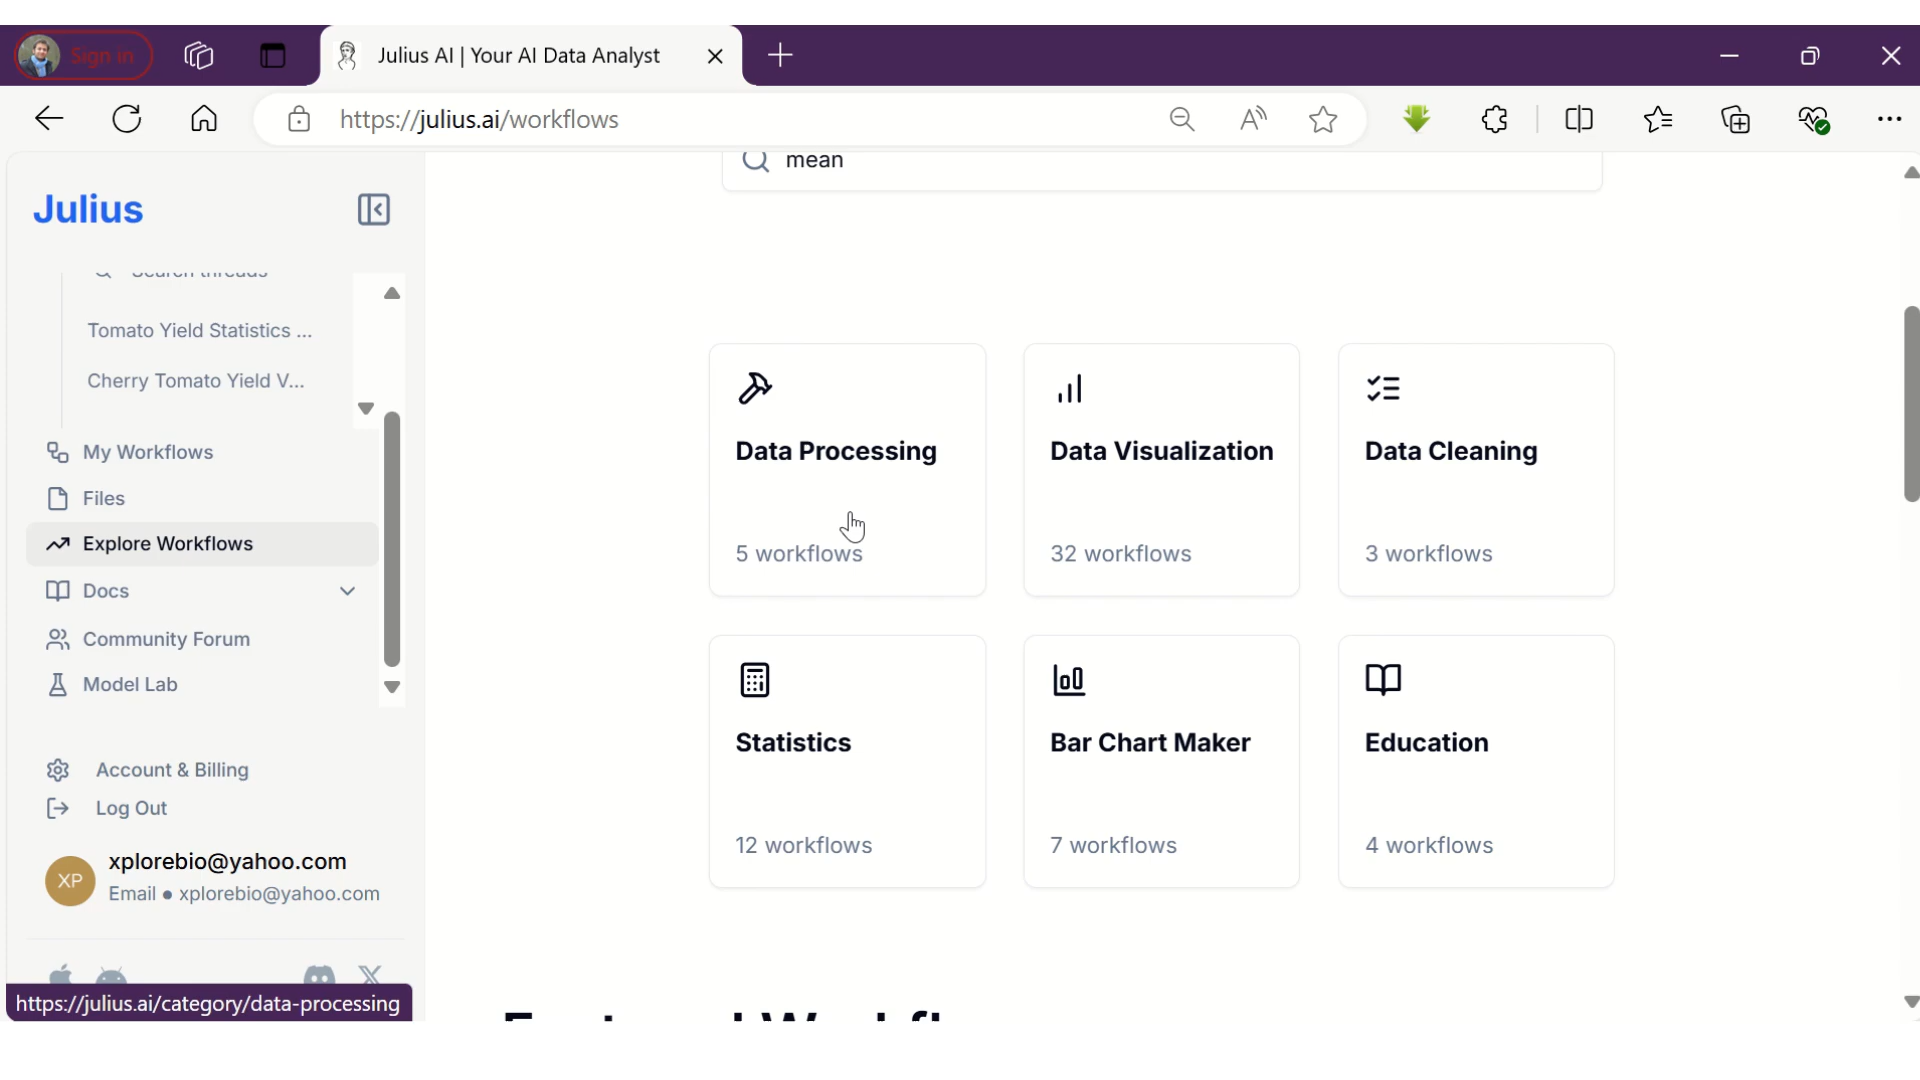 Sign in
Julius AI | Your AI Data Analyst
https://julius.ai/workflows
mean
Julius
Search threads
Tomato Yield Statistics ...
Cherry Tomato Yield V...
My Workflows
Files
Explore Workflows
Docs
Community Forum
Model Lab
Account & Billing
Log Out
XP
xplorebio@yahoo.com
Email • xplorebio@yahoo.com
https://julius.ai/category/data-processing
Data Processing
5 workflows
Data Visualization
32 workflows
Data Cleaning
3 workflows
Statistics
12 workflows
Bar Chart Maker
7 workflows
Education
4 workflows